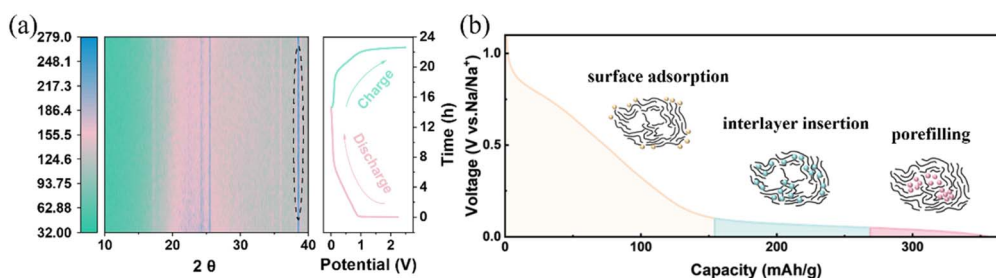 (a)
279.0
248.1
217.3
186.4
155.5
124.6
93.75
62.88
32.00
10 20 30 40
2 θ
Charge
Discharge
0 1 2
Potential (V)
24
20
16
12
8
4
0
Time (h)
(b)
1.0
0.5
0.0
Voltage (V vs.Na/Na⁺)
surface adsorption
interlayer insertion
porefilling
0 100 200 300
Capacity (mAh/g)